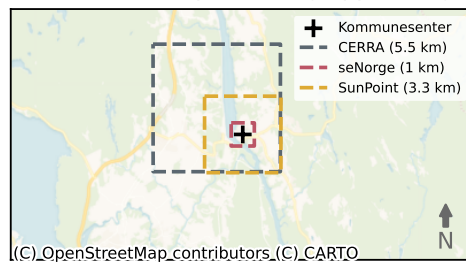 Kommunesenter
CERRA (5.5 km)
seNorge (1 km)
SunPoint (3.3 km)
N
(C) OpenStreetMap contributors (C) CARTO